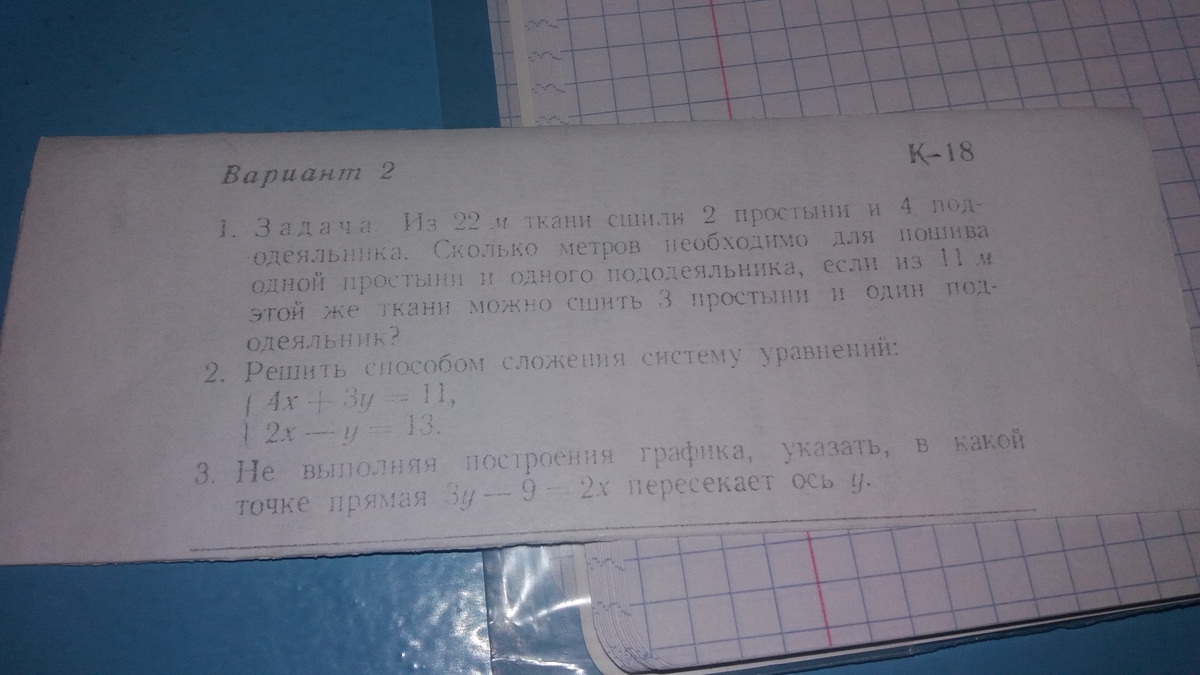 Вариант 2
К-18
1. Задача. Из 22 м ткани сшили 2 простыни и 4 под-
одеяльника. Сколько метров необходимо для пошива
одной простыни и одного пододеяльника, если из 11 м
этой же ткани можно сшить 3 простыни и один под-
одеяльник?
2. Решить способом сложения систему уравнений:
{ 4x + 3y = 11,
{ 2x — y = 13.
3. Не выполняя построения графика, указать, в какой
точке прямая 3y — 9 = 2x пересекает ось y.